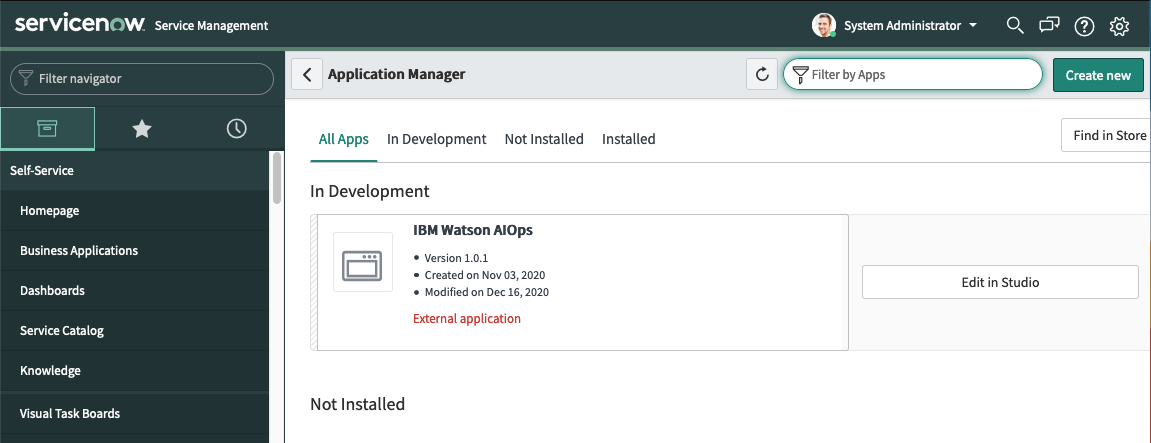 servicenow. Service Management
System Administrator
Filter navigator
Application Manager
Filter by Apps
Create new
All Apps In Development Not Installed Installed
Find in Store
Self-Service
Homepage
Business Applications
Dashboards
Service Catalog
Knowledge
Visual Task Boards
In Development
IBM Watson AIOps
• Version 1.0.1
• Created on Nov 03, 2020
• Modified on Dec 16, 2020
External application
Edit in Studio
Not Installed